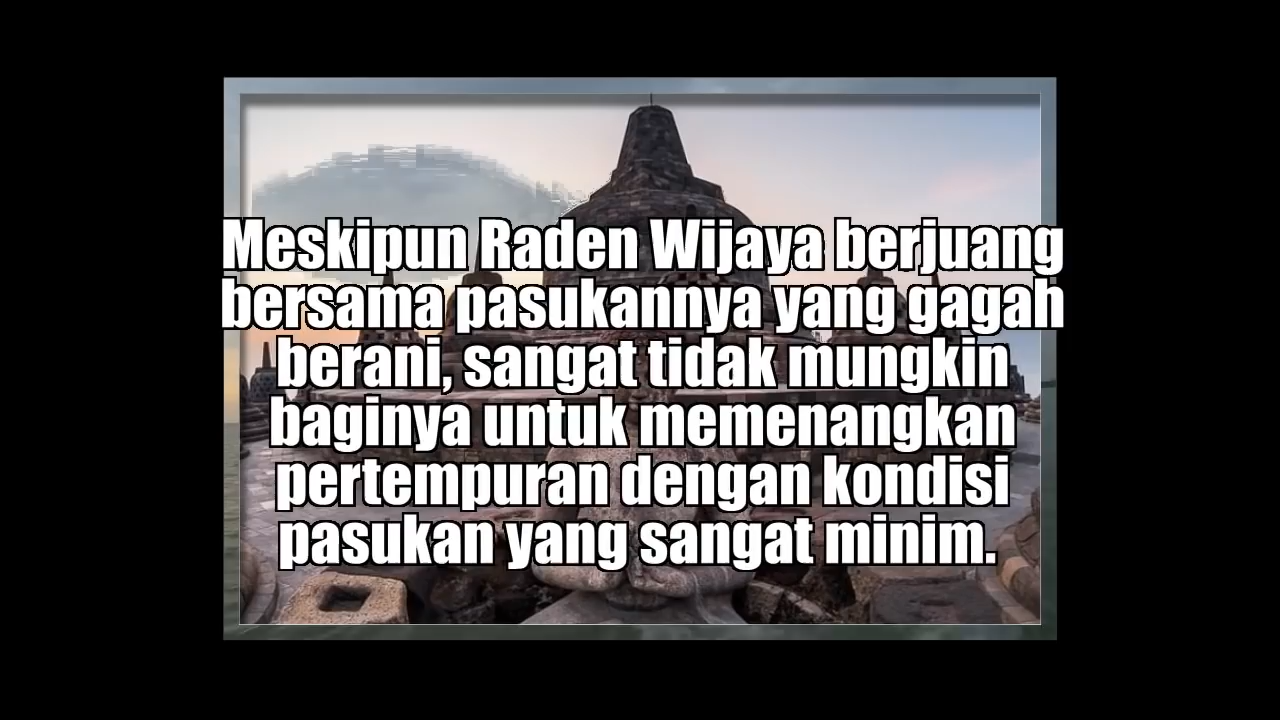 Meskipun Raden Wijaya berjuang
bersama pasukannya yang gagah
berani, sangat tidak mungkin
baginya untuk memenangkan
pertempuran dengan kondisi
pasukan yang sangat minim.